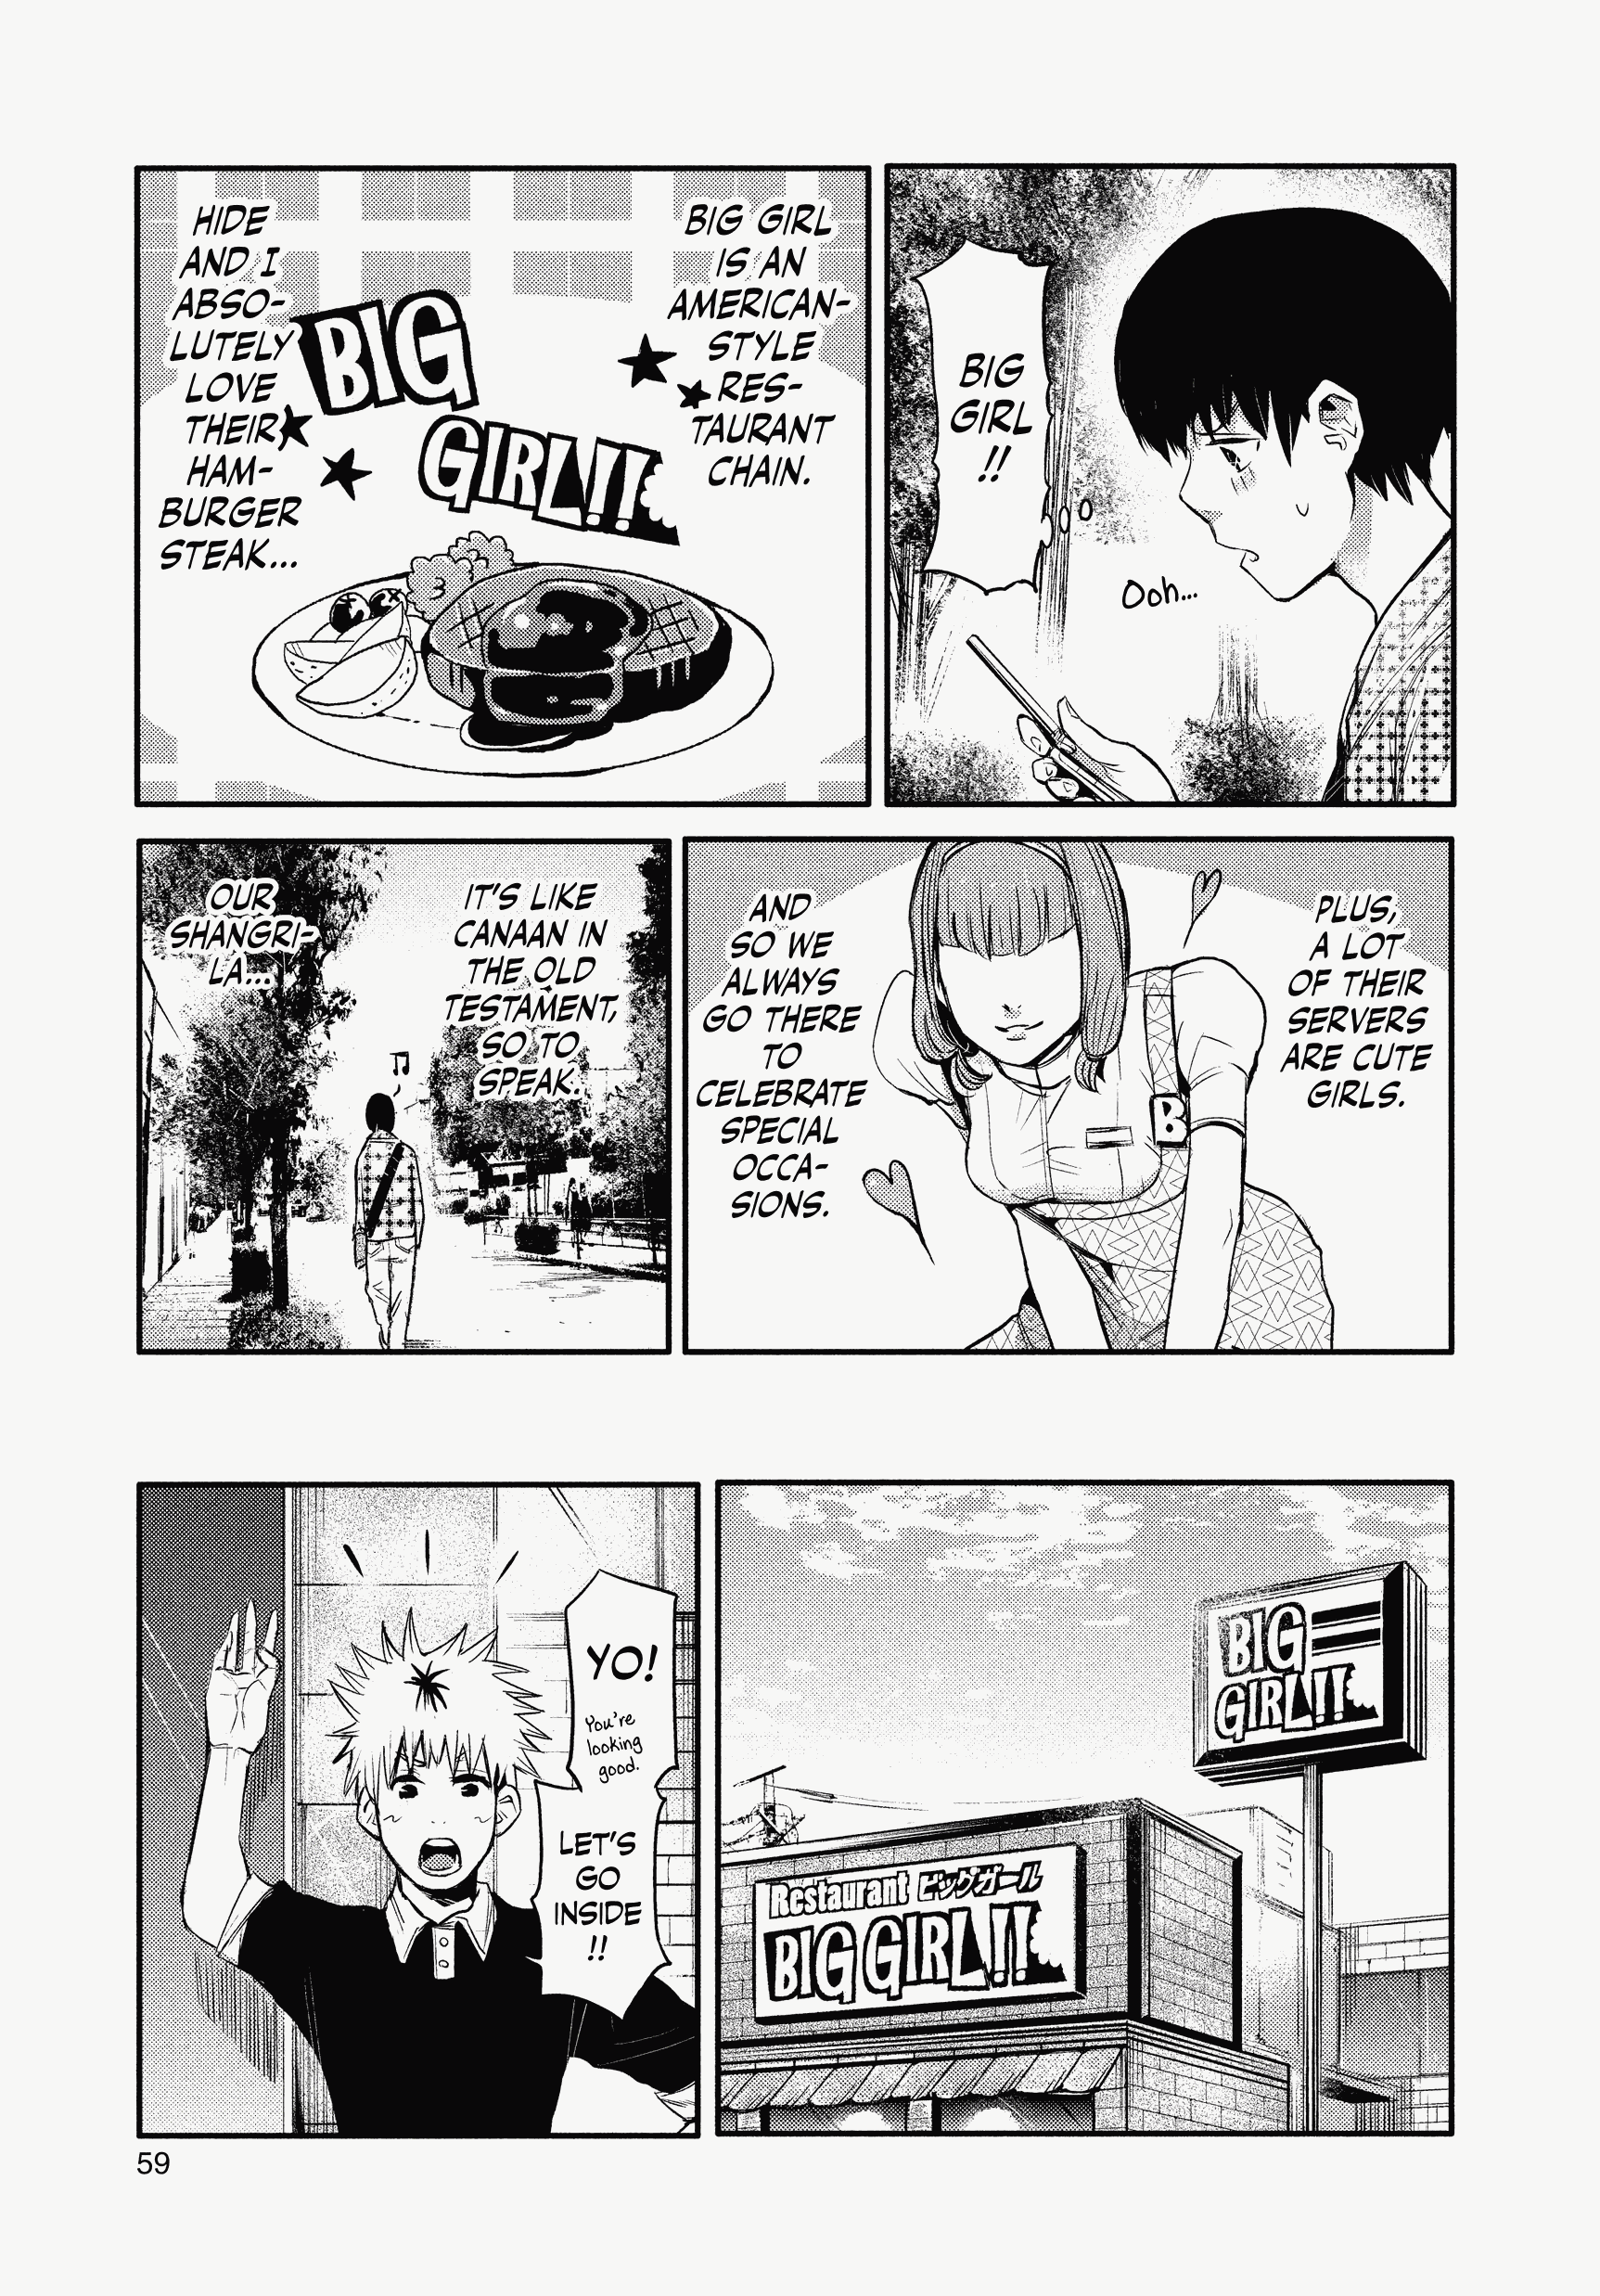 BIG
GIRL
!!
Ooh...
BIG GIRL
IS AN
AMERICAN-
STYLE
RES-
TAURANT
CHAIN.
BIG
GIRL!!
HIDE
AND I
ABSO-
LUTELY
LOVE
THEIR
HAM-
BURGER
STEAK...
PLUS,
A LOT
OF THEIR
SERVERS
ARE CUTE
GIRLS.
B
AND
SO WE
ALWAYS
GO THERE
TO
CELEBRATE
SPECIAL
OCCA-
SIONS.
IT'S LIKE
CANAAN IN
THE OLD
TESTAMENT,
SO TO
SPEAK.
OUR
SHANGRI-
LA...
BIG
GIRL!!
Restaurant ビッグガール
BIG GIRL!!
YO!
You're
looking
good.
LET'S
GO
INSIDE
!!
59